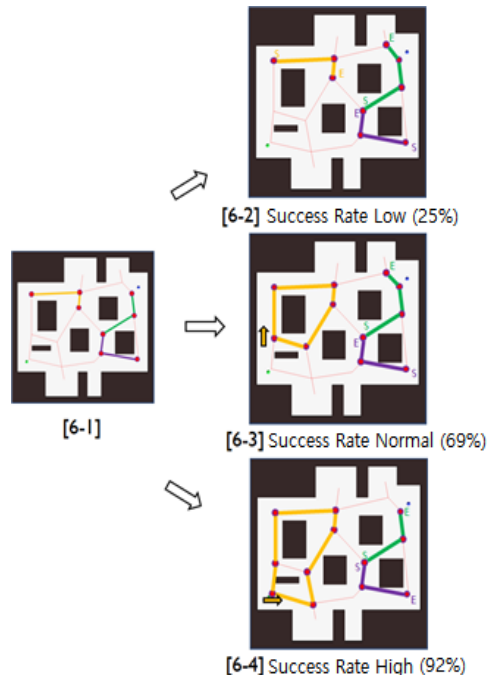 S
E
E
S
E
S
[6-2] Success Rate Low (25%)
E
S
E
S
[6-1]
[6-3] Success Rate Normal (69%)
E
S
S
E
[6-4] Success Rate High (92%)